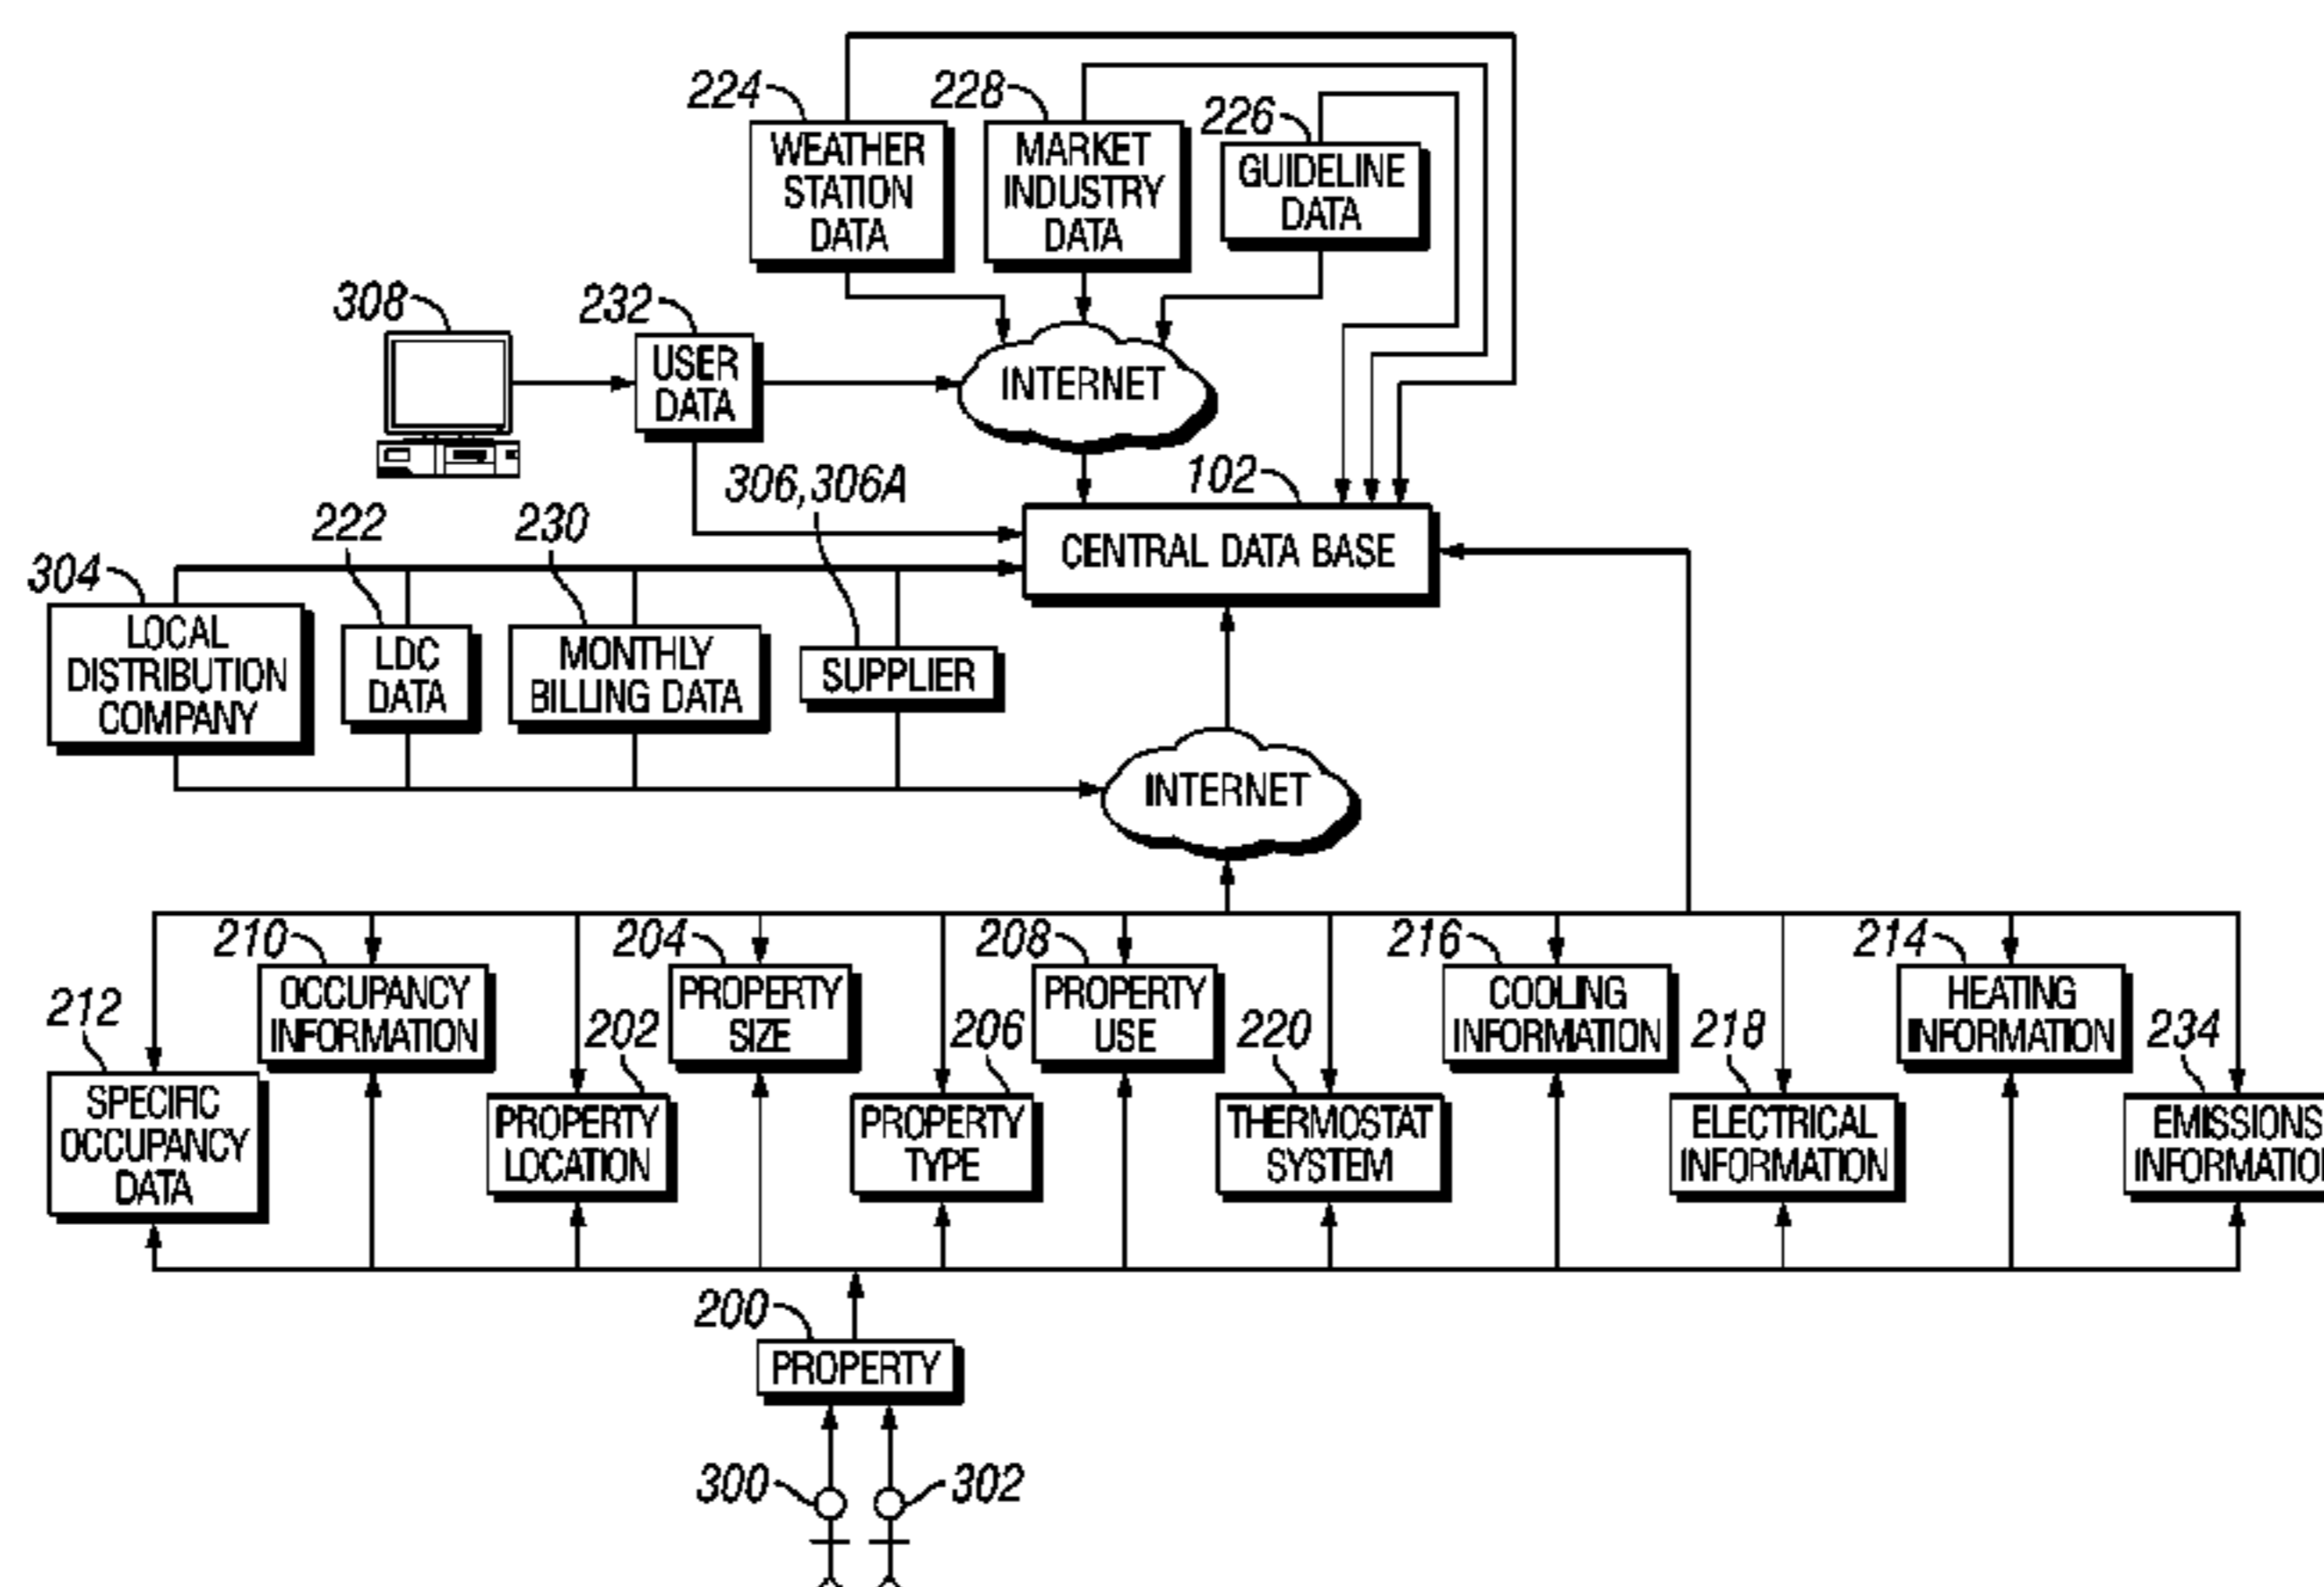 224
WEATHER
STATION
DATA
228
MARKET
INDUSTRY
DATA
226
GUIDELINE
DATA
308
232
USER
DATA
INTERNET
102
CENTRAL DATA BASE
304
LOCAL
DISTRIBUTION
COMPANY
222
LDC
DATA
230
MONTHLY
BILLING DATA
306,306A
SUPPLIER
INTERNET
212
SPECIFIC
OCCUPANCY
DATA
210
OCCUPANCY
INFORMATION
202
PROPERTY
LOCATION
204
PROPERTY
SIZE
206
PROPERTY
TYPE
208
PROPERTY
USE
220
THERMOSTAT
SYSTEM
216
COOLING
INFORMATION
218
ELECTRICAL
INFORMATION
214
HEATING
INFORMATION
234
EMISSIONS
INFORMATIO
200
PROPERTY
300
302